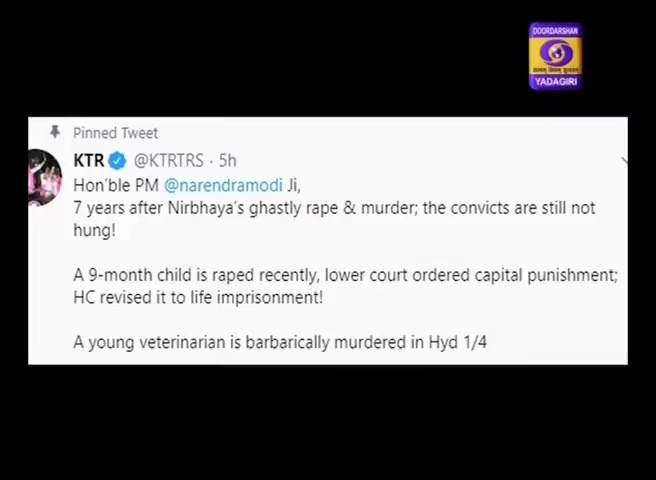 DOORDARSHAN
YADAGIRI
Pinned Tweet
KTR @KTRTRS · 5h
Hon'ble PM @narendramodi Ji,
7 years after Nirbhaya's ghastly rape & murder; the convicts are still not
hung!
A 9-month child is raped recently, lower court ordered capital punishment;
HC revised it to life imprisonment!
A young veterinarian is barbarically murdered in Hyd 1/4